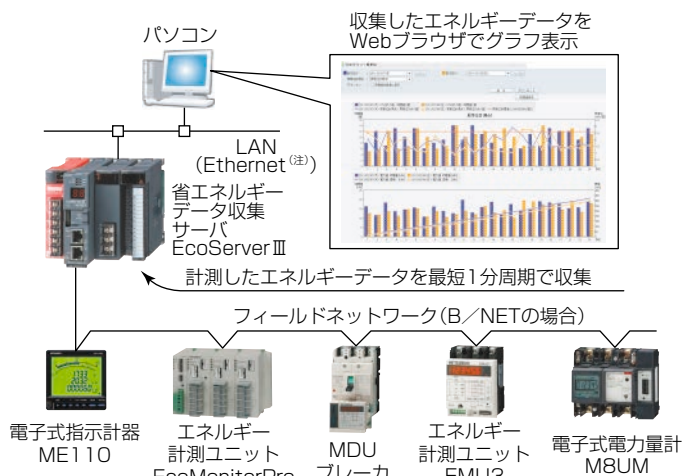 パソコン
収集したエネルギーデータを
Webブラウザでグラフ表示
LAN
(Ethernet(注))
省エネルギー
データ収集
サーバ
EcoServerⅢ
計測したエネルギーデータを最短1分周期で収集
フィールドネットワーク(B/NETの場合)
電子式指示計器
ME110
エネルギー
計測ユニット
EcoMonitorPro
MDU
ブレーカ
エネルギー
計測ユニット
EMU3
電子式電力量計
M8UM